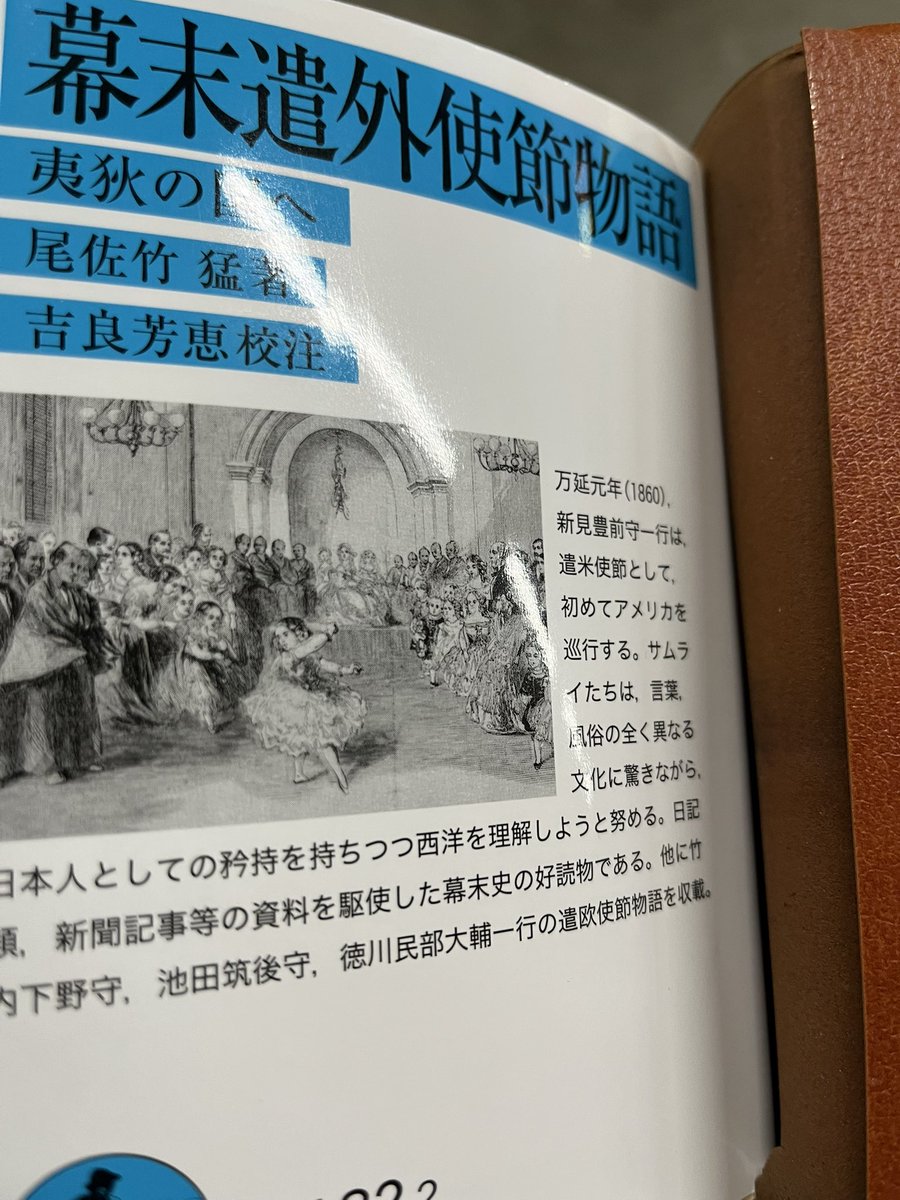 幕末遣外使節物語
夷狄の国へ
尾佐竹 猛著
吉良芳恵校注
万延元年(1860)，
新見豊前守一行は，
遣米使節として，
初めてアメリカを
巡行する。サムラ
イたちは，言葉，
風俗の全く異なる
文化に驚きながら，
日本人としての矜持を持ちつつ西洋を理解しようと努める。日記
類，新聞記事等の資料を駆使した幕末史の好読物である。他に竹
内下野守，池田筑後守，徳川民部大輔一行の遣欧使節物語を収載。